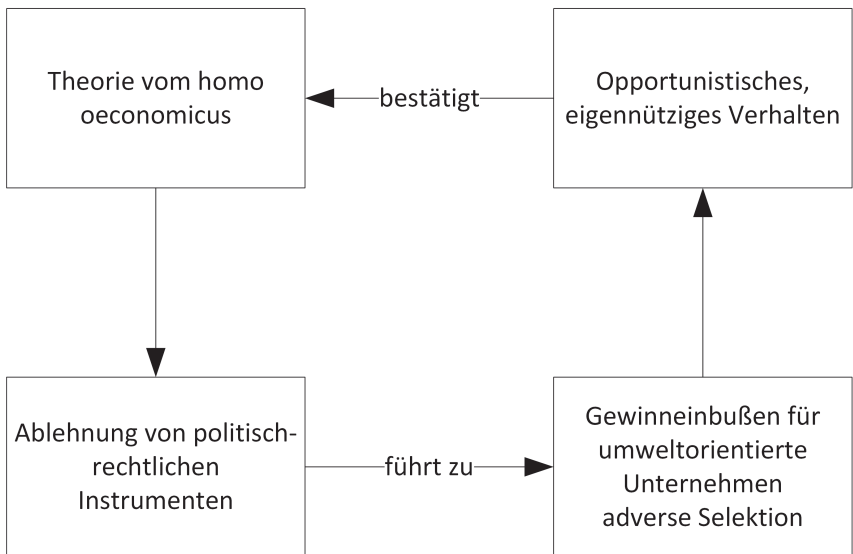 Theorie vom homo
oeconomicus
bestätigt
Opportunistisches,
eigennütziges Verhalten
Ablehnung von politisch-
rechtlichen
Instrumenten
führt zu
Gewinneinbußen für
umweltorientierte
Unternehmen
adverse Selektion